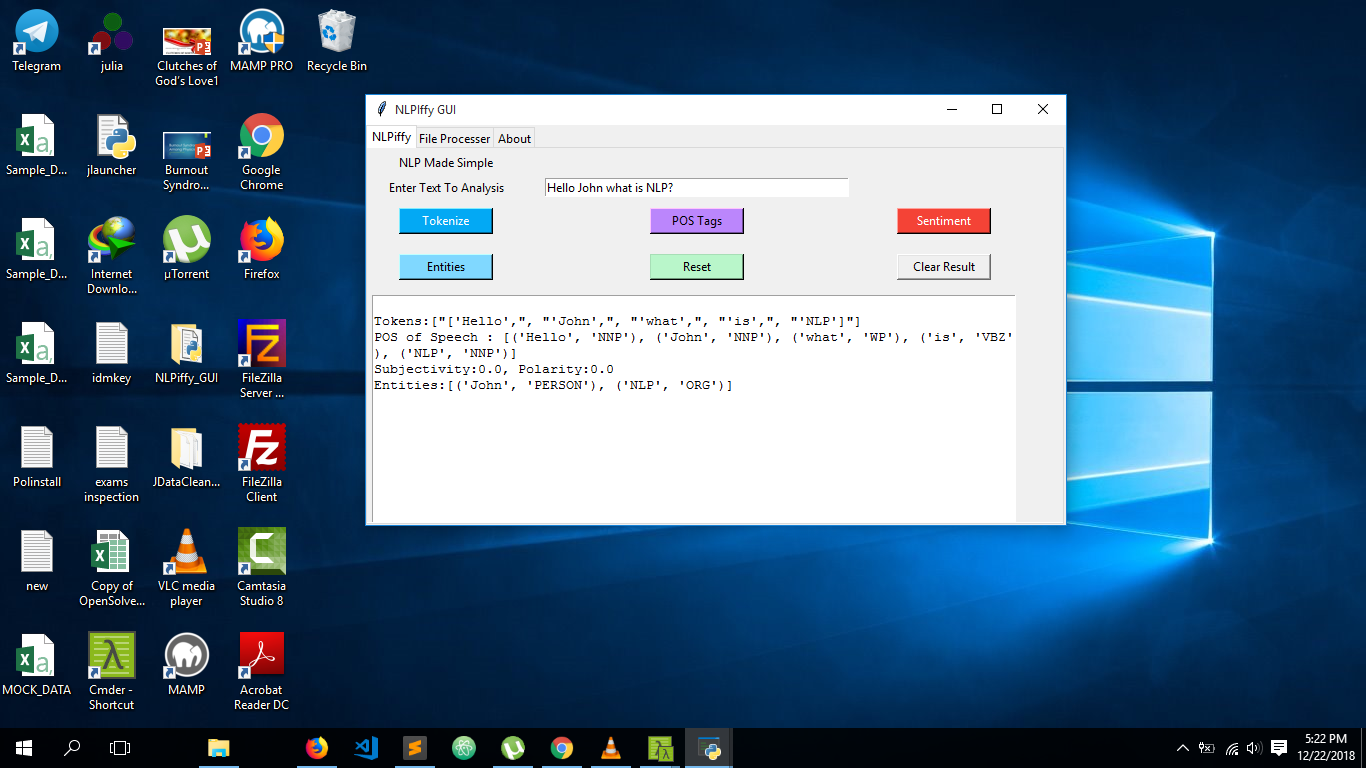 Telegram
julia
Clutches of
God's Love1
MAMP PRO
Recycle Bin
Sample_D...
jlauncher
Burnout
Syndro...
Google
Chrome
Sample_D...
Internet
Downlo...
µTorrent
Firefox
Sample_D...
idmkey
NLPiffy_GUI
FileZilla
Server ...
Polinstall
exams
inspection
JDataClean...
FileZilla
Client
new
Copy of
OpenSolve...
VLC media
player
Camtasia
Studio 8
MOCK_DATA
Cmder -
Shortcut
MAMP
Acrobat
Reader DC
NLPIffy GUI
NLPiffy File Processer About
NLP Made Simple
Enter Text To Analysis Hello John what is NLP?
Tokenize POS Tags Sentiment
Entities Reset Clear Result
Tokens:["['Hello',", "'John',", "'what',", "'is',", "'NLP']"]
POS of Speech : [('Hello', 'NNP'), ('John', 'NNP'), ('what', 'WP'), ('is', 'VBZ'
), ('NLP', 'NNP')]
Subjectivity:0.0, Polarity:0.0
Entities:[('John', 'PERSON'), ('NLP', 'ORG')]
5:22 PM
12/22/2018